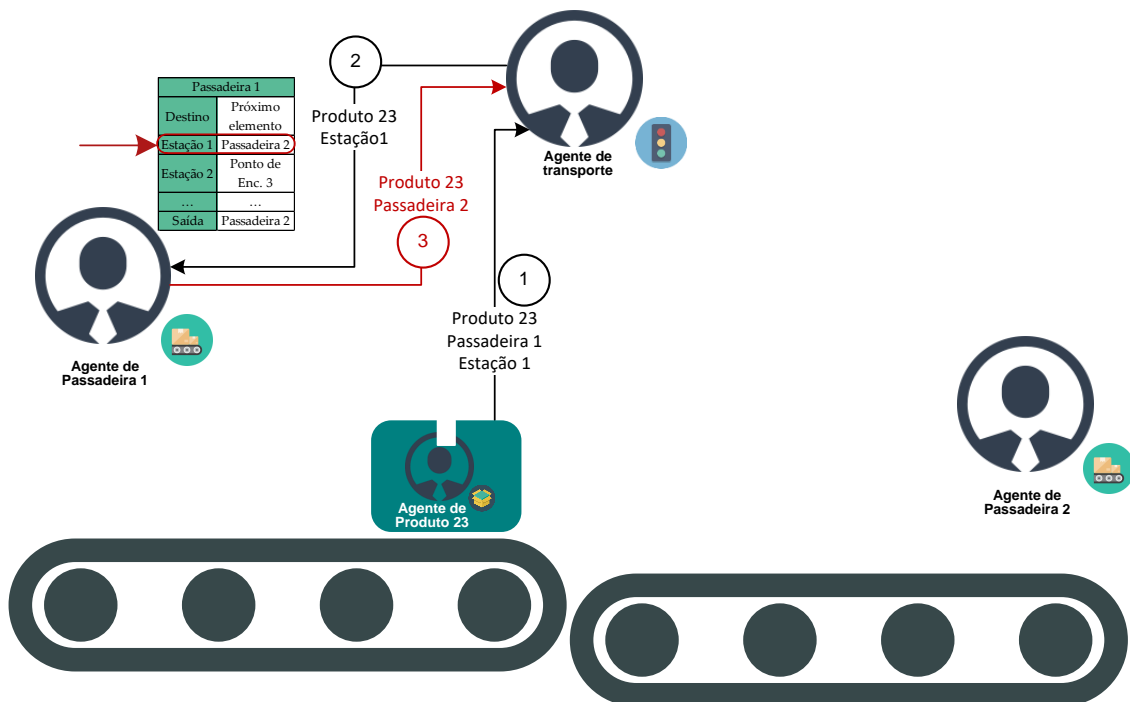 2
Produto 23
Estação1
Passadeira 1
Destino
Próximo
elemento
Estação 1
Passadeira 2
Estação 2
Ponto de
Enc. 3
…
…
Saída
Passadeira 2
Agente de
transporte
Produto 23
Passadeira 2
3
1
Produto 23
Passadeira 1
Estação 1
Agente de
Passadeira 1
Agente de
Produto 23
Agente de
Passadeira 2